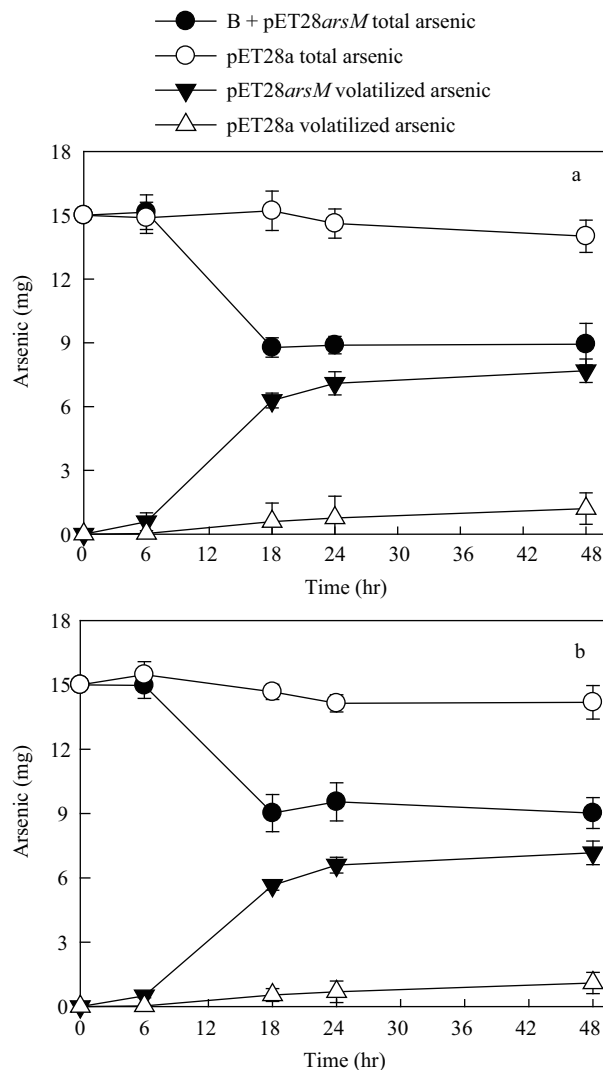 B + pET28arsM total arsenic
pET28a total arsenic
pET28arsM volatilized arsenic
pET28a volatilized arsenic
18
15
12
9
6
3
0
Arsenic (mg)
a
0 6 12 18 24 30 36 42 48
Time (hr)
18
15
12
9
6
3
0
Arsenic (mg)
b
0 6 12 18 24 30 36 42 48
Time (hr)